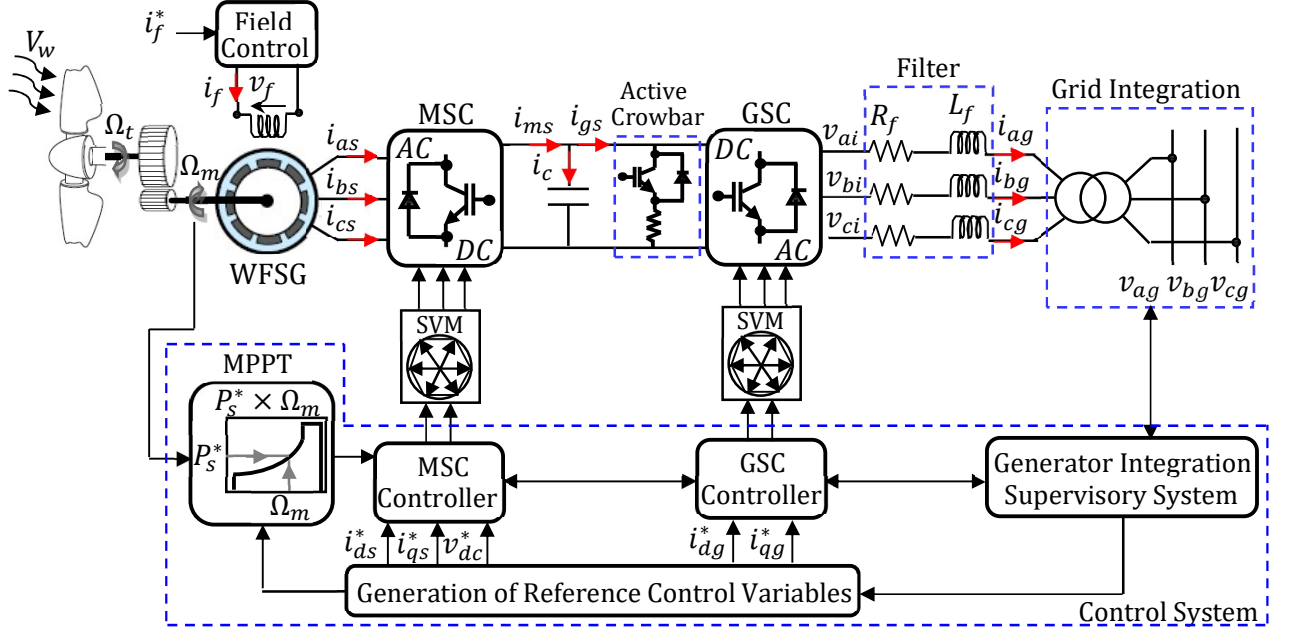 i_f^*
Field
Control
V_w
i_f
v_f
Ω_t
Ω_m
WFSG
i_as
i_bs
i_cs
MSC
AC
DC
i_ms
i_gs
i_c
Active
Crowbar
GSC
DC
AC
v_ai
v_bi
v_ci
Filter
R_f
L_f
i_ag
i_bg
i_cg
Grid Integration
v_ag v_bg v_cg
SVM
SVM
MPPT
P_s^* × Ω_m
P_s^*
Ω_m
MSC
Controller
GSC
Controller
Generator Integration
Supervisory System
i_ds^* i_qs^* v_dc^*
i_dg^* i_qg^*
Generation of Reference Control Variables
Control System